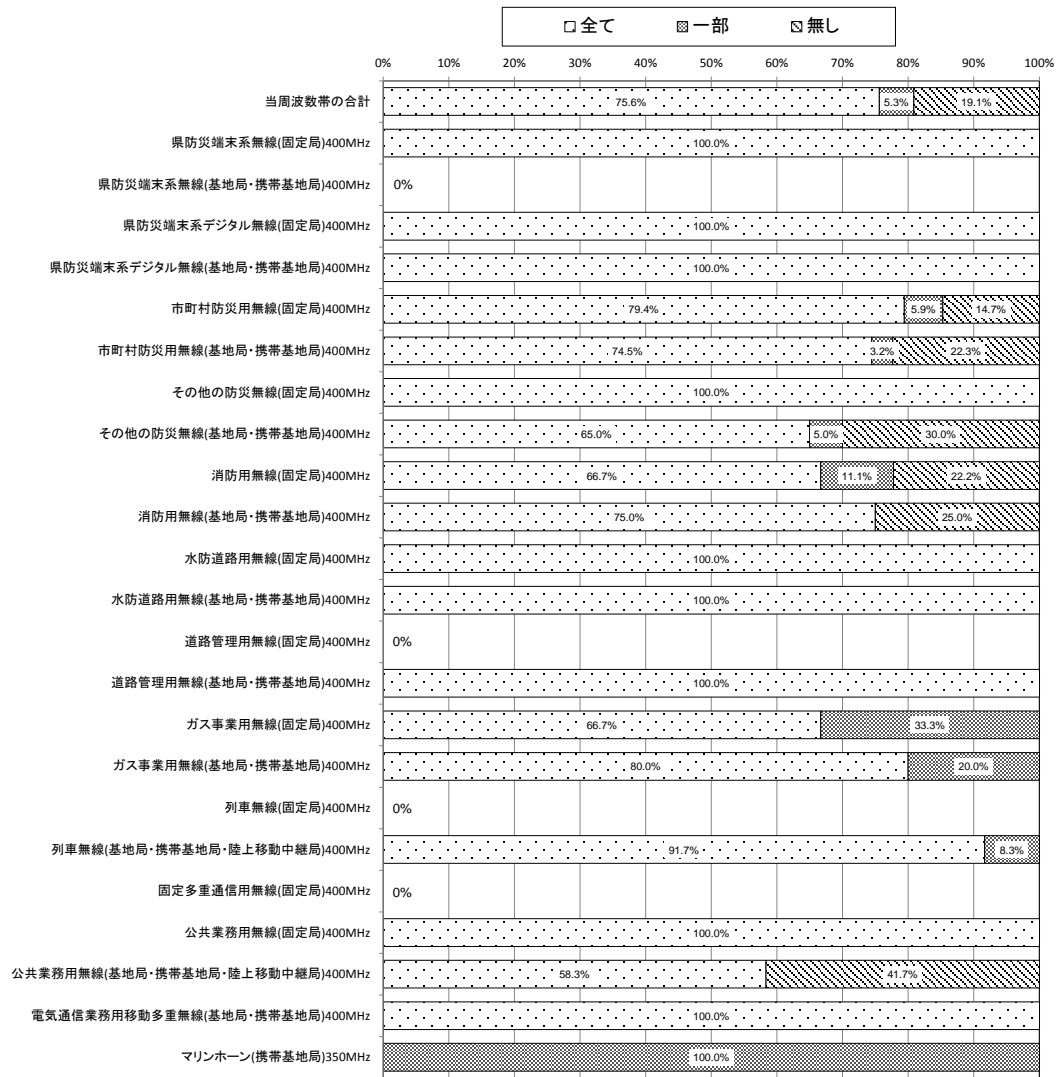 全て 一部 無し
0% 10% 20% 30% 40% 50% 60% 70% 80% 90% 100%
当周波数帯の合計 75.6% 5.3% 19.1%
県防災端末系無線(固定局)400MHz 100.0%
県防災端末系無線(基地局・携帯基地局)400MHz 0%
県防災端末系デジタル無線(固定局)400MHz 100.0%
県防災端末系デジタル無線(基地局・携帯基地局)400MHz 100.0%
市町村防災用無線(固定局)400MHz 79.4% 5.9% 14.7%
市町村防災用無線(基地局・携帯基地局)400MHz 74.5% 3.2% 22.3%
その他の防災無線(固定局)400MHz 100.0%
その他の防災無線(基地局・携帯基地局)400MHz 65.0% 5.0% 30.0%
消防用無線(固定局)400MHz 66.7% 11.1% 22.2%
消防用無線(基地局・携帯基地局)400MHz 75.0% 25.0%
水防道路用無線(固定局)400MHz 100.0%
水防道路用無線(基地局・携帯基地局)400MHz 100.0%
道路管理用無線(固定局)400MHz 0%
道路管理用無線(基地局・携帯基地局)400MHz 100.0%
ガス事業用無線(固定局)400MHz 66.7% 33.3%
ガス事業用無線(基地局・携帯基地局)400MHz 80.0% 20.0%
列車無線(固定局)400MHz 0%
列車無線(基地局・携帯基地局・陸上移動中継局)400MHz 91.7% 8.3%
固定多重通信用無線(固定局)400MHz 0%
公共業務用無線(固定局)400MHz 100.0%
公共業務用無線(基地局・携帯基地局・陸上移動中継局)400MHz 58.3% 41.7%
電気通信業務用移動多重無線(基地局・携帯基地局)400MHz 100.0%
マリンホーン(携帯基地局)350MHz 100.0%